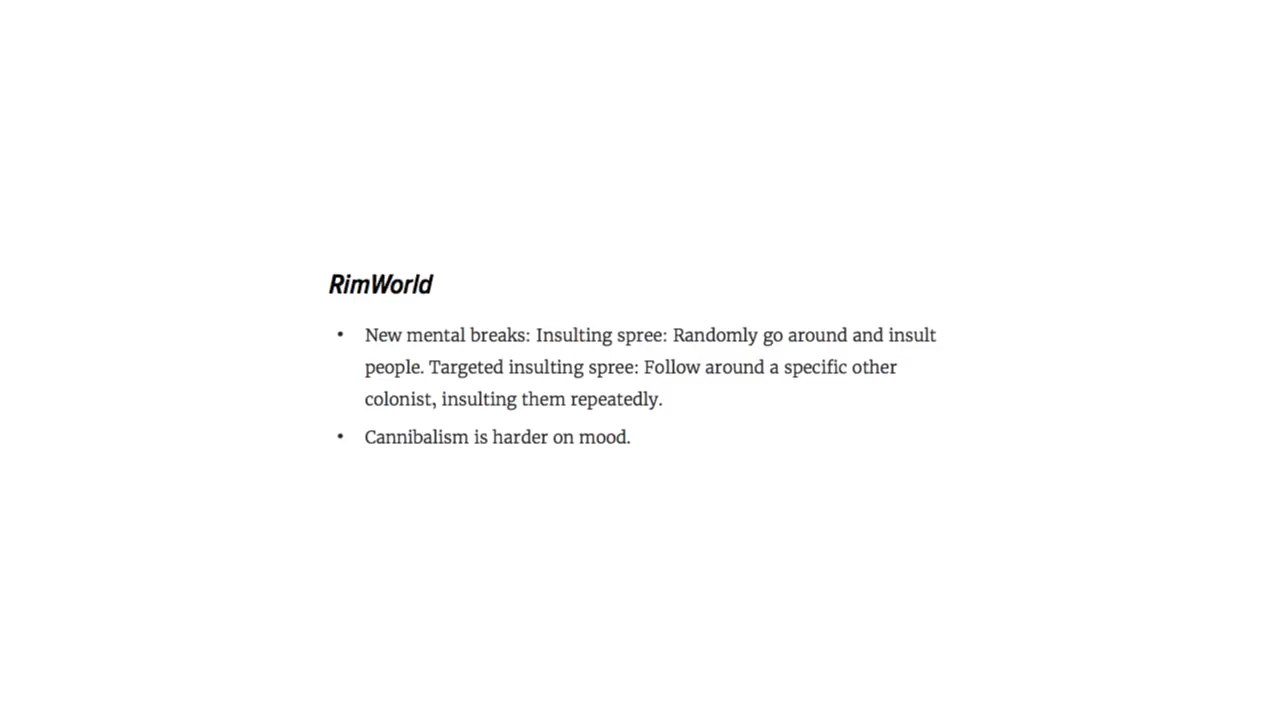 RimWorld
• New mental breaks: Insulting spree: Randomly go around and insult
people. Targeted insulting spree: Follow around a specific other
colonist, insulting them repeatedly.
• Cannibalism is harder on mood.